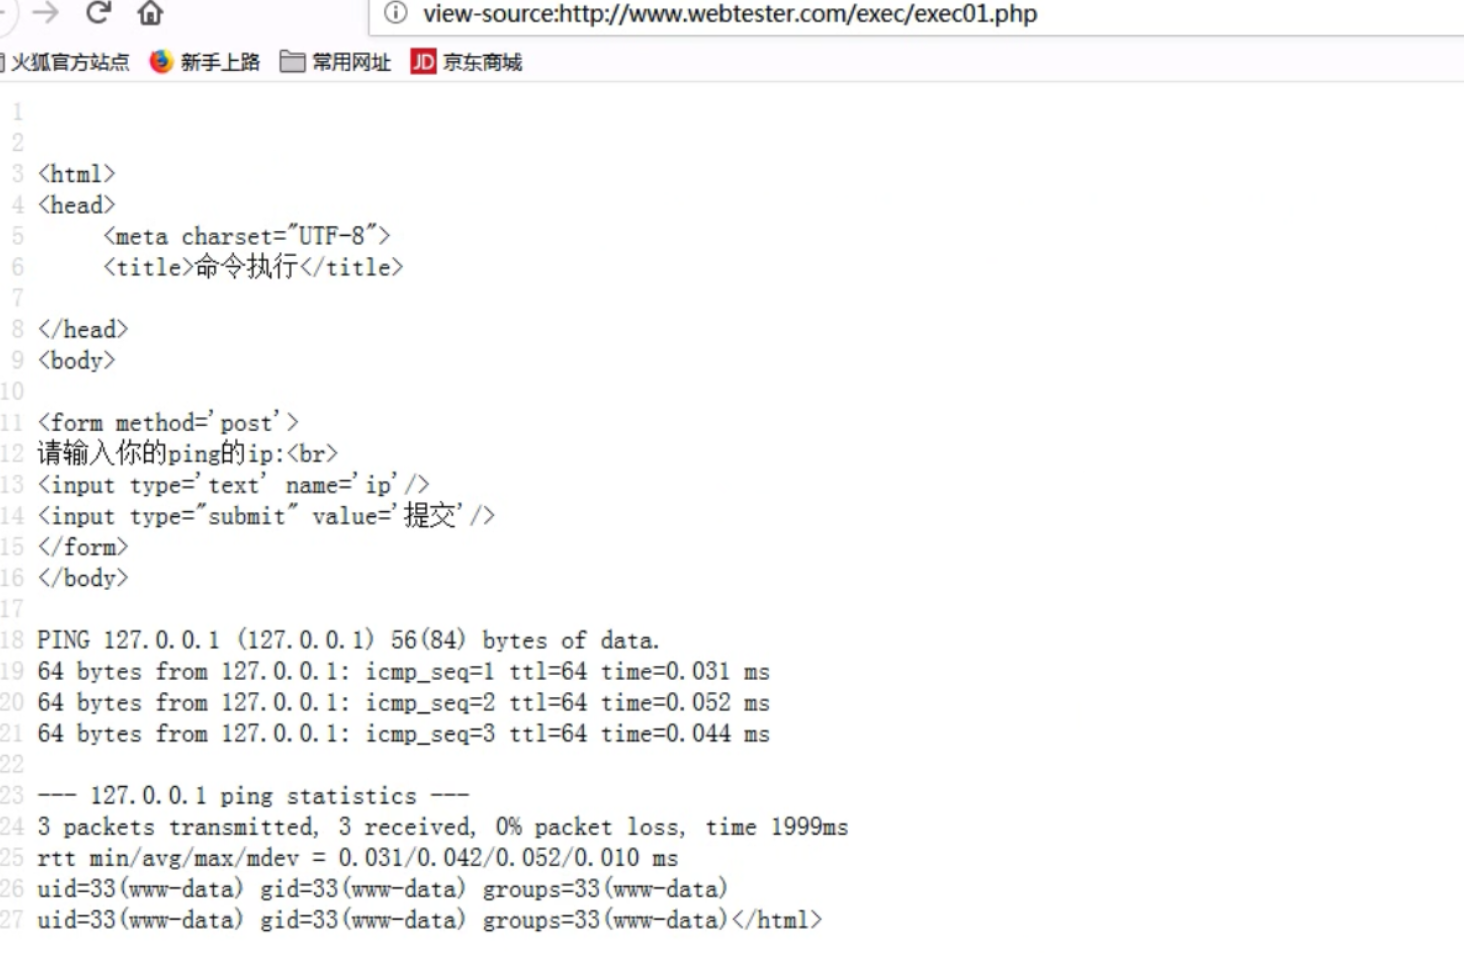 view-source:http://www.webtester.com/exec/exec01.php
火狐官方站点 新手上路 常用网址 JD 京东商城
1
2
3 <html>
4 <head>
5 <meta charset="UTF-8">
6 <title>命令执行</title>
7
8 </head>
9 <body>
10
11 <form method='post'>
12 请输入你的ping的ip:<br>
13 <input type='text' name='ip'/>
14 <input type="submit" value='提交'/>
15 </form>
16 </body>
17
18 PING 127.0.0.1 (127.0.0.1) 56(84) bytes of data.
19 64 bytes from 127.0.0.1: icmp_seq=1 ttl=64 time=0.031 ms
20 64 bytes from 127.0.0.1: icmp_seq=2 ttl=64 time=0.052 ms
21 64 bytes from 127.0.0.1: icmp_seq=3 ttl=64 time=0.044 ms
22
23 --- 127.0.0.1 ping statistics ---
24 3 packets transmitted, 3 received, 0% packet loss, time 1999ms
25 rtt min/avg/max/mdev = 0.031/0.042/0.052/0.010 ms
26 uid=33(www-data) gid=33(www-data) groups=33(www-data)
27 uid=33(www-data) gid=33(www-data) groups=33(www-data)</html>